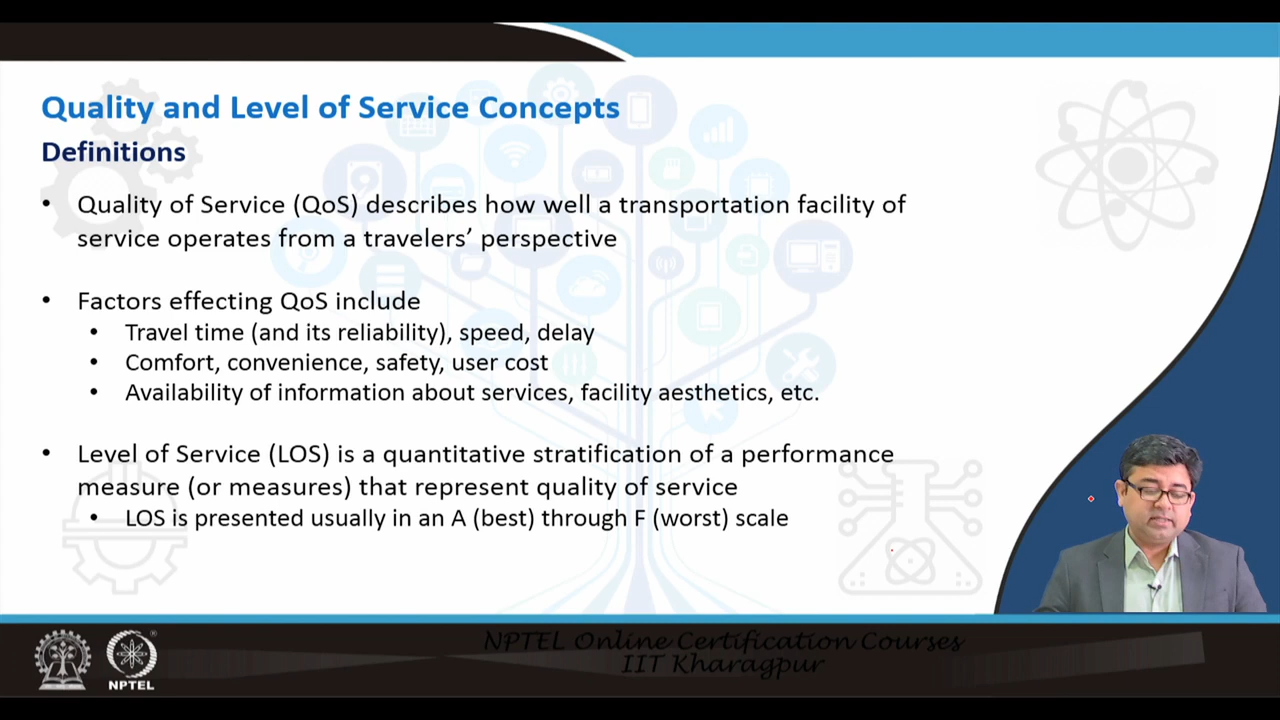 Quality and Level of Service Concepts
Definitions
• Quality of Service (QoS) describes how well a transportation facility of
service operates from a travelers’ perspective
• Factors effecting QoS include
• Travel time (and its reliability), speed, delay
• Comfort, convenience, safety, user cost
• Availability of information about services, facility aesthetics, etc.
• Level of Service (LOS) is a quantitative stratification of a performance
measure (or measures) that represent quality of service
• LOS is presented usually in an A (best) through F (worst) scale
NPTEL Online Certification Courses
IIT Kharagpur
NPTEL